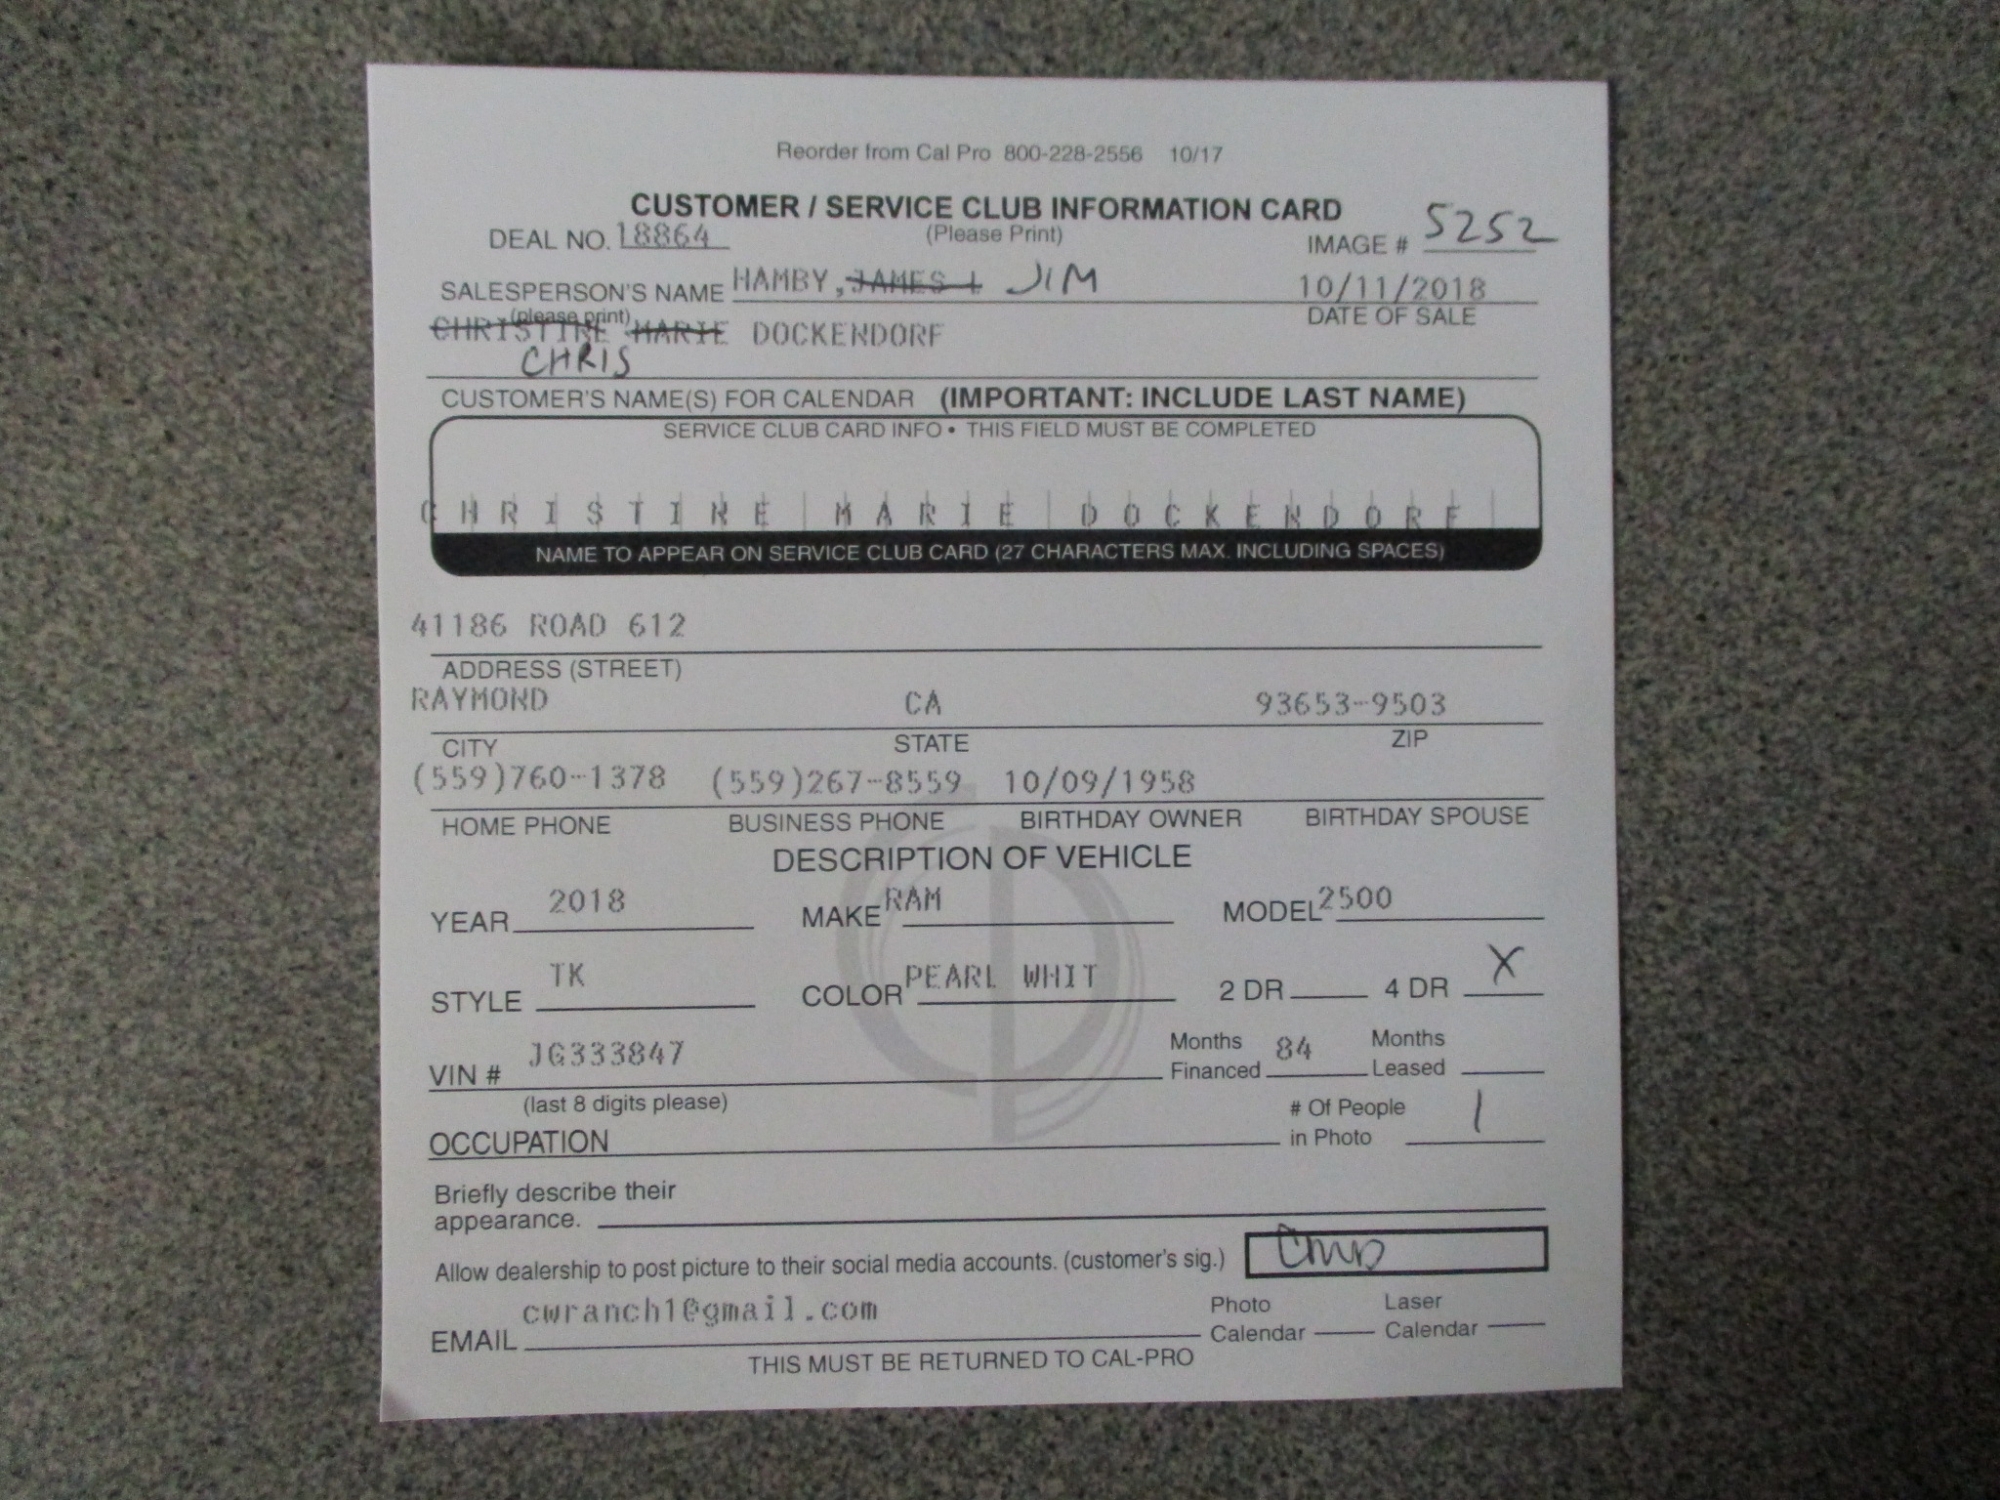 Reorder from Cal Pro 800-228-2556 10/17
CUSTOMER / SERVICE CLUB INFORMATION CARD
DEAL NO. 18864 (Please Print) IMAGE # 5252
SALESPERSON'S NAME HAMBY, JAMES L JIM 10/11/2018
(please print) DATE OF SALE
CHRISTINE MARIE DOCKENDORF
CHRIS
CUSTOMER'S NAME(S) FOR CALENDAR (IMPORTANT: INCLUDE LAST NAME)
SERVICE CLUB CARD INFO • THIS FIELD MUST BE COMPLETED
CHRISTINE MARIE DOCKENDORF
NAME TO APPEAR ON SERVICE CLUB CARD (27 CHARACTERS MAX. INCLUDING SPACES)
41186 ROAD 612
ADDRESS (STREET)
RAYMOND CA 93653-9503
CITY STATE ZIP
(559)760-1378 (559)267-8559 10/09/1958
HOME PHONE BUSINESS PHONE BIRTHDAY OWNER BIRTHDAY SPOUSE
DESCRIPTION OF VEHICLE
YEAR 2018 MAKE RAM MODEL 2500
STYLE TK COLOR PEARL WHIT 2 DR 4 DR X
VIN # JG333847 Months Financed 84 Months Leased
(last 8 digits please)
OCCUPATION # Of People in Photo 1
Briefly describe their
appearance.
Allow dealership to post picture to their social media accounts. (customer's sig.) CMD
EMAIL cwranch1@gmail.com Photo Calendar Laser Calendar
THIS MUST BE RETURNED TO CAL-PRO